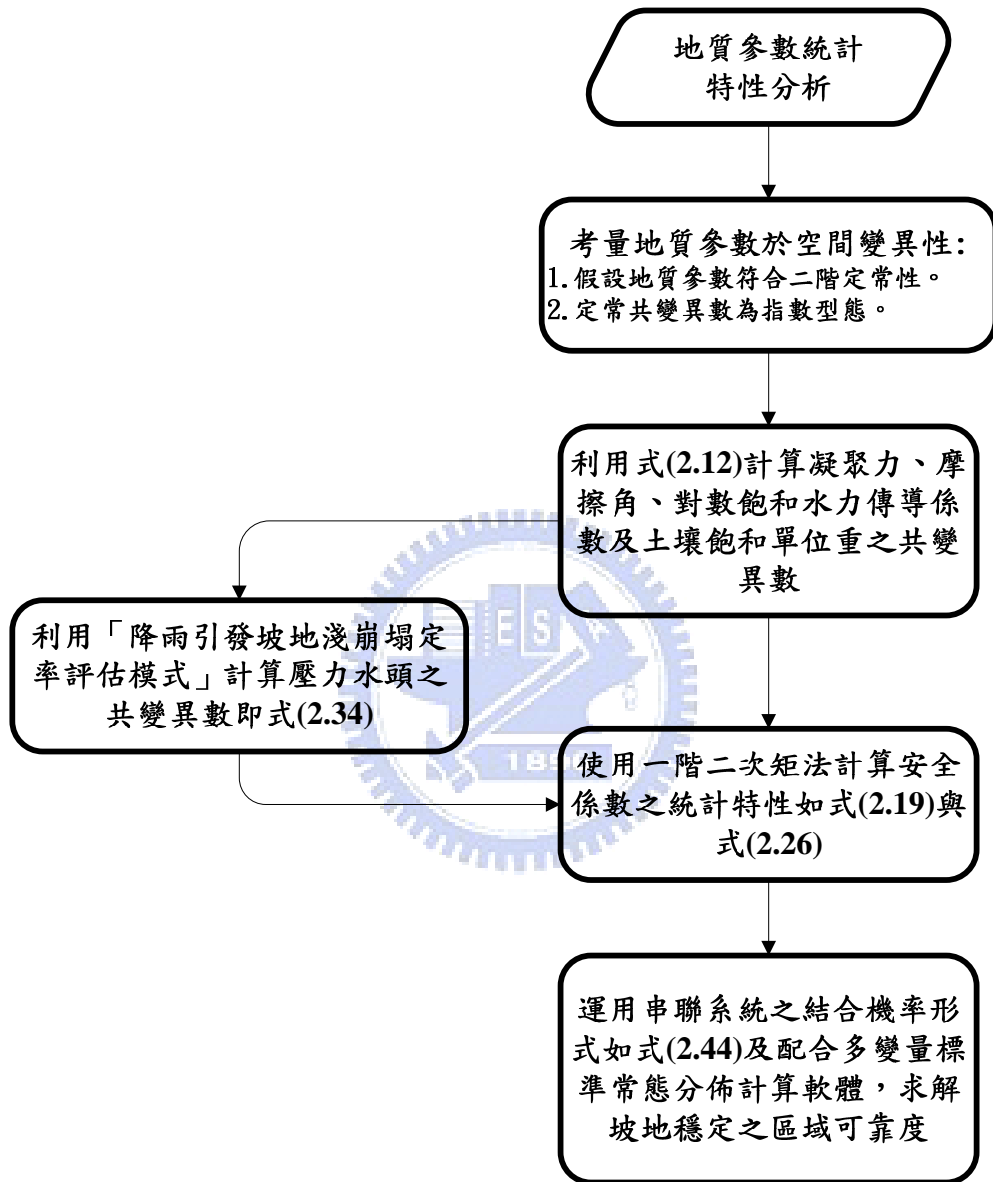 地質參數統計
特性分析
考量地質參數於空間變異性:
1.假設地質參數符合二階定常性。
2.定常共變異數為指數型態。
利用式(2.12)計算凝聚力、摩
擦角、對數飽和水力傳導係
數及土壤飽和單位重之共變
異數
利用「降雨引發坡地淺崩塌定
率評估模式」計算壓力水頭之
共變異數即式(2.34)
使用一階二次矩法計算安全
係數之統計特性如式(2.19)與
式(2.26)
運用串聯系統之結合機率形
式如式(2.44)及配合多變量標
準常態分佈計算軟體，求解
坡地穩定之區域可靠度
ES